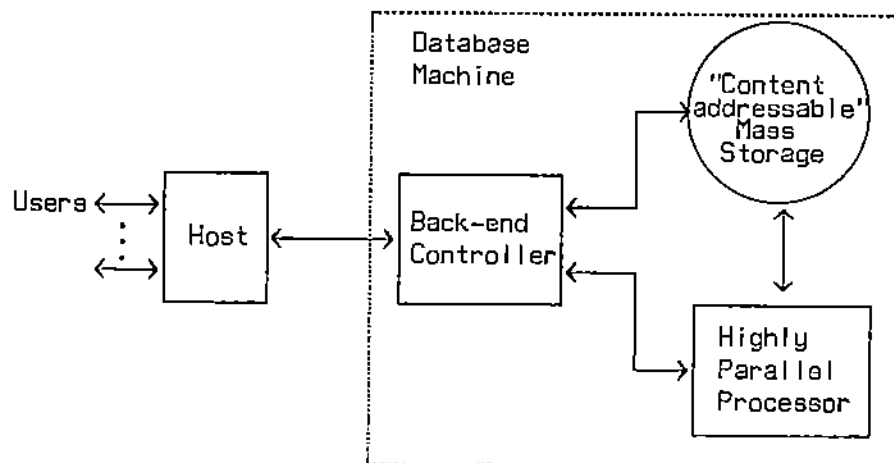 Database
Machine
"Content
addressable"
Mass
Storage
Users
Host
Back-end
Controller
Highly
Parallel
Processor